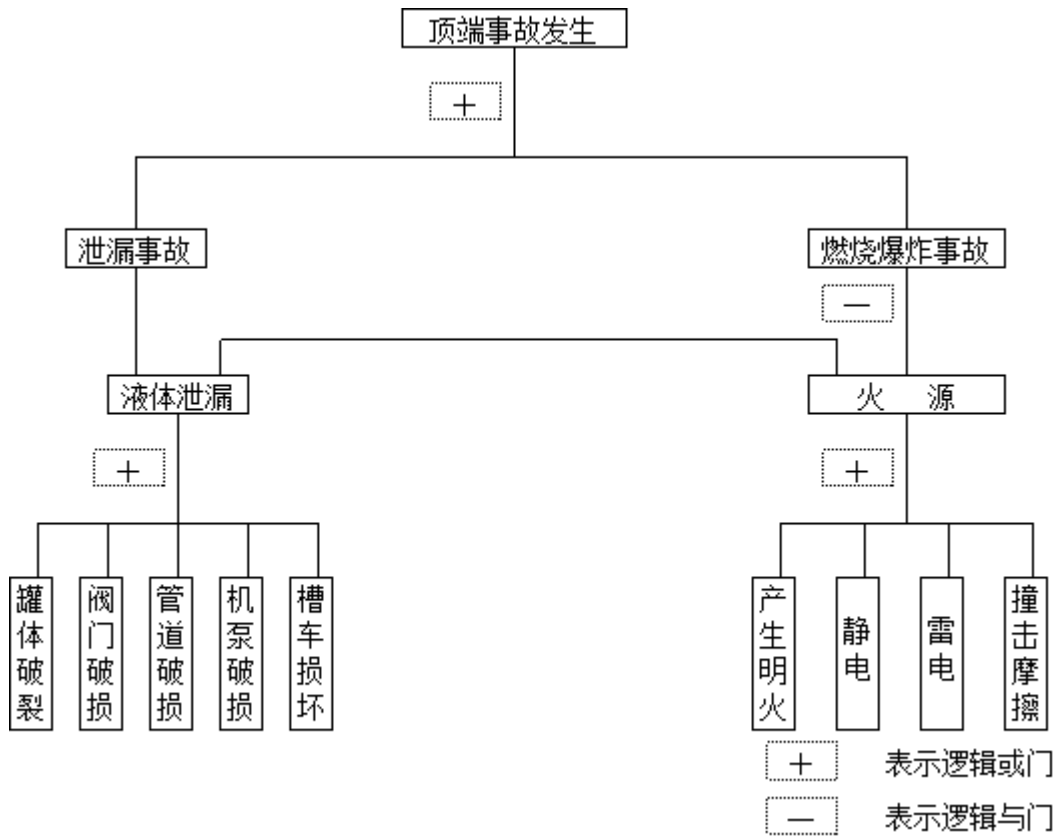 顶端事故发生
+
泄漏事故
燃烧爆炸事故
—
液体泄漏
火 源
+
+
罐体破裂
阀门破损
管道破损
机泵破损
槽车损坏
产生明火
静电
雷电
撞击摩擦
+ 表示逻辑或门
— 表示逻辑与门